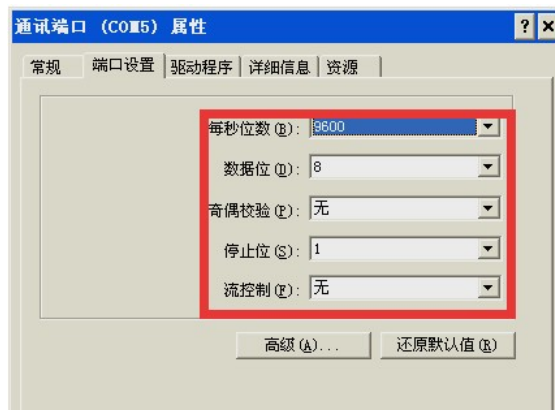 通讯端口 (COM5) 属性
常规 端口设置 驱动程序 详细信息 资源
每秒位数(B): 9600
数据位(D): 8
奇偶校验(P): 无
停止位(S): 1
流控制(F): 无
高级(A)... 还原默认值(R)